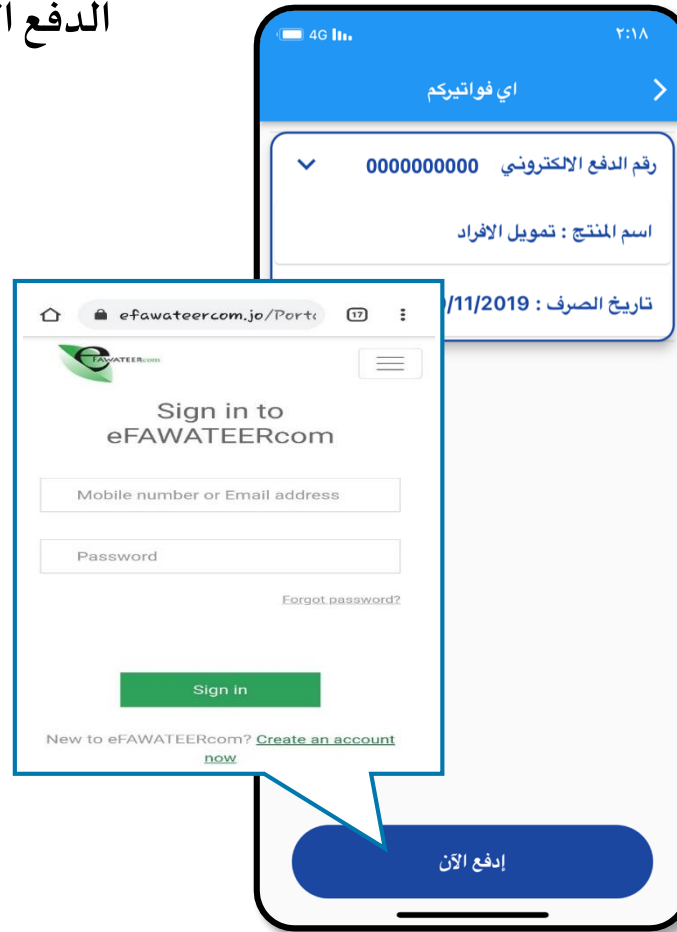 الدفع
4G ٢:١٨
اي فواتيركم
رقم الدفع الالكتروني 0000000000
اسم المنتج : تمويل الافراد
تاريخ الصرف : /11/2019
efawateercom.jo/Porta 17
eFAWATEERcom
Sign in to
eFAWATEERcom
Mobile number or Email address
Password
Forgot password?
Sign in
New to eFAWATEERcom? Create an account
now
إدفع الآن